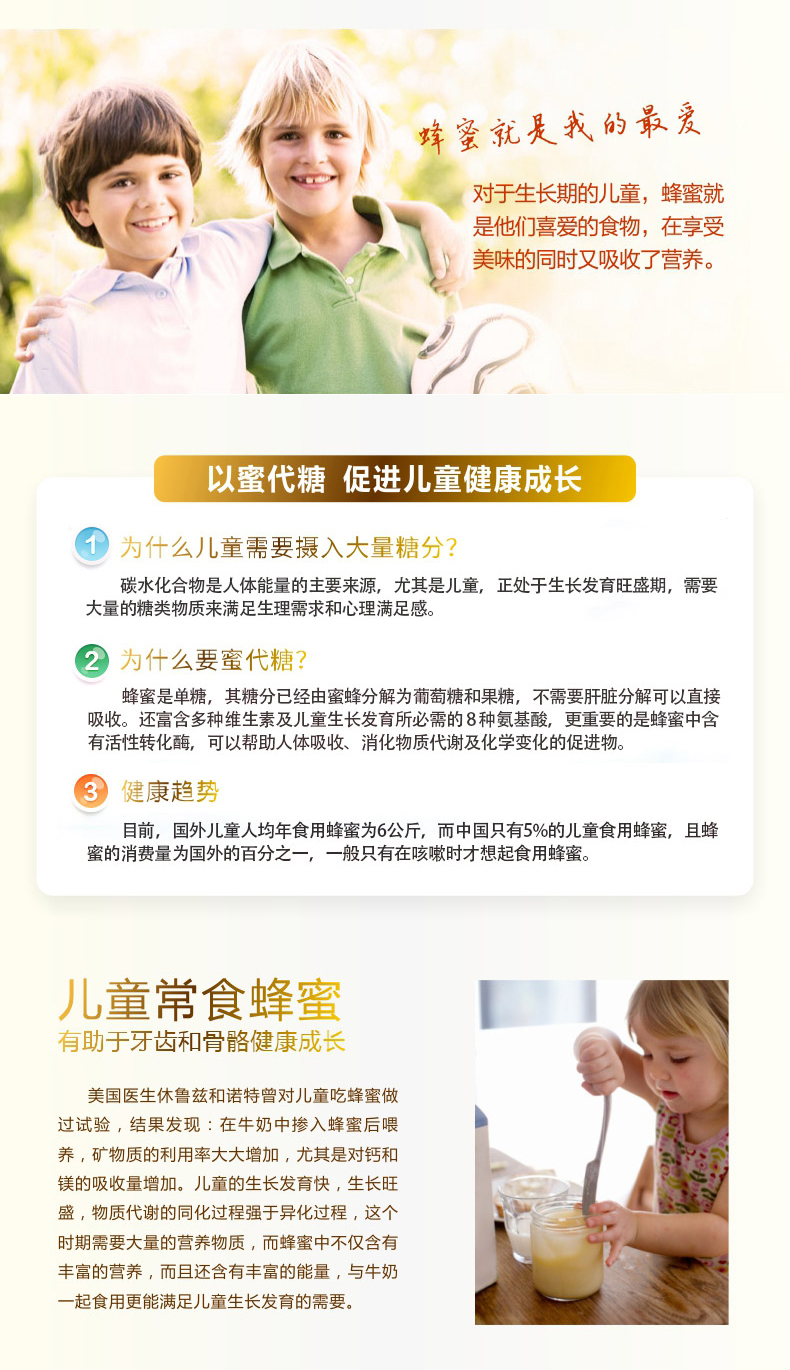 蜂蜜就是我的最爱
对于生长期的儿童，蜂蜜就
是他们喜爱的食物，在享受
美味的同时又吸收了营养。
以蜜代糖 促进儿童健康成长
1 为什么儿童需要摄入大量糖分？
碳水化合物是人体能量的主要来源，尤其是儿童，正处于生长发育旺盛期，需要
大量的糖类物质来满足生理需求和心理满足感。
2 为什么要蜜代糖？
蜂蜜是单糖，其糖分已经由蜜蜂分解为葡萄糖和果糖，不需要肝脏分解可以直接
吸收。还富含多种维生素及儿童生长发育所必需的8种氨基酸，更重要的是蜂蜜中含
有活性转化酶，可以帮助人体吸收、消化物质代谢及化学变化的促进物。
3 健康趋势
目前，国外儿童人均年食用蜂蜜为6公斤，而中国只有5%的儿童食用蜂蜜，且蜂
蜜的消费量为国外的百分之一，一般只有在咳嗽时才想起食用蜂蜜。
儿童常食蜂蜜
有助于牙齿和骨骼健康成长
美国医生休鲁兹和诺特曾对儿童吃蜂蜜做
过试验，结果发现：在牛奶中掺入蜂蜜后喂
养，矿物质的利用率大大增加，尤其是对钙和
镁的吸收量增加。儿童的生长发育快，生长旺
盛，物质代谢的同化过程强于异化过程，这个
时期需要大量的营养物质，而蜂蜜中不仅含有
丰富的营养，而且还含有丰富的能量，与牛奶
一起食用更能满足儿童生长发育的需要。